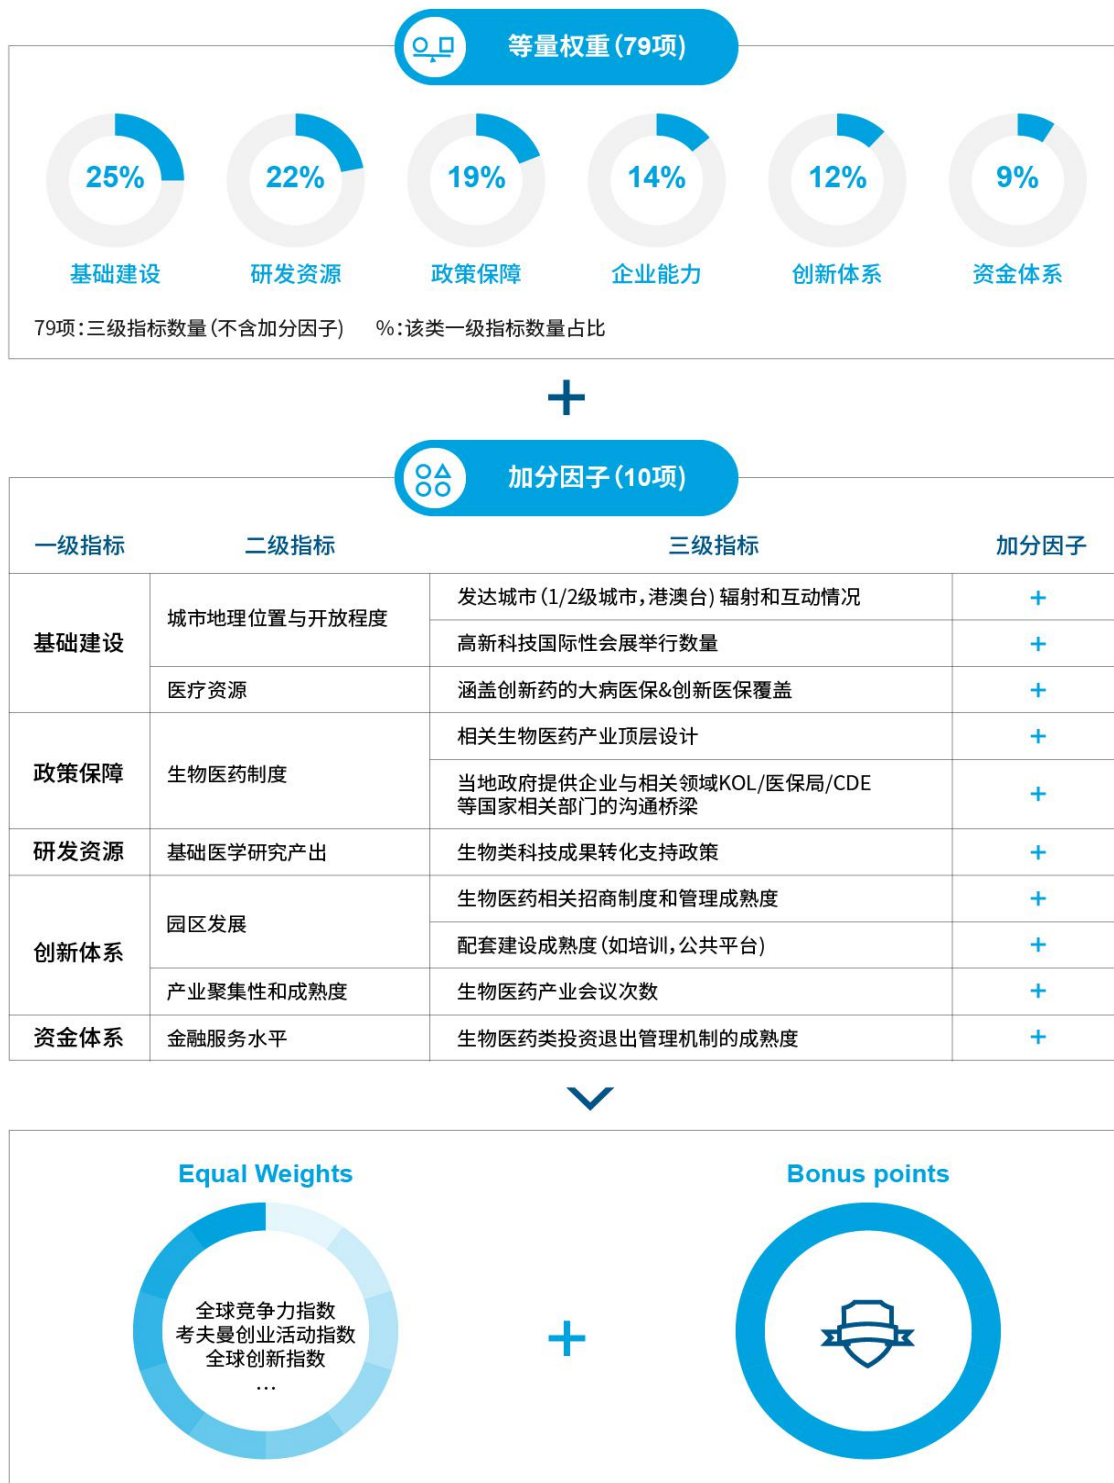 等量权重(79项)
25% 22% 19% 14% 12% 9%
基础建设 研发资源 政策保障 企业能力 创新体系 资金体系
79项:三级指标数量(不含加分因子) %:该类一级指标数量占比
+
加分因子(10项)
一级指标 二级指标 三级指标 加分因子
基础建设 城市地理位置与开放程度 发达城市(1/2级城市,港澳台)辐射和互动情况 +
高新科技国际性会展举行数量 +
医疗资源 涵盖创新药的大病医保&创新医保覆盖 +
政策保障 生物医药制度 相关生物医药产业顶层设计 +
当地政府提供企业与相关领域KOL/医保局/CDE
等国家相关部门的沟通桥梁 +
研发资源 基础医学研究产出 生物类科技成果转化支持政策 +
创新体系 园区发展 生物医药相关招商制度和管理成熟度 +
配套建设成熟度(如培训,公共平台) +
产业聚集性和成熟度 生物医药产业会议次数 +
资金体系 金融服务水平 生物医药类投资退出管理机制的成熟度 +
Equal Weights
全球竞争力指数
考夫曼创业活动指数
全球创新指数
…
+
Bonus points